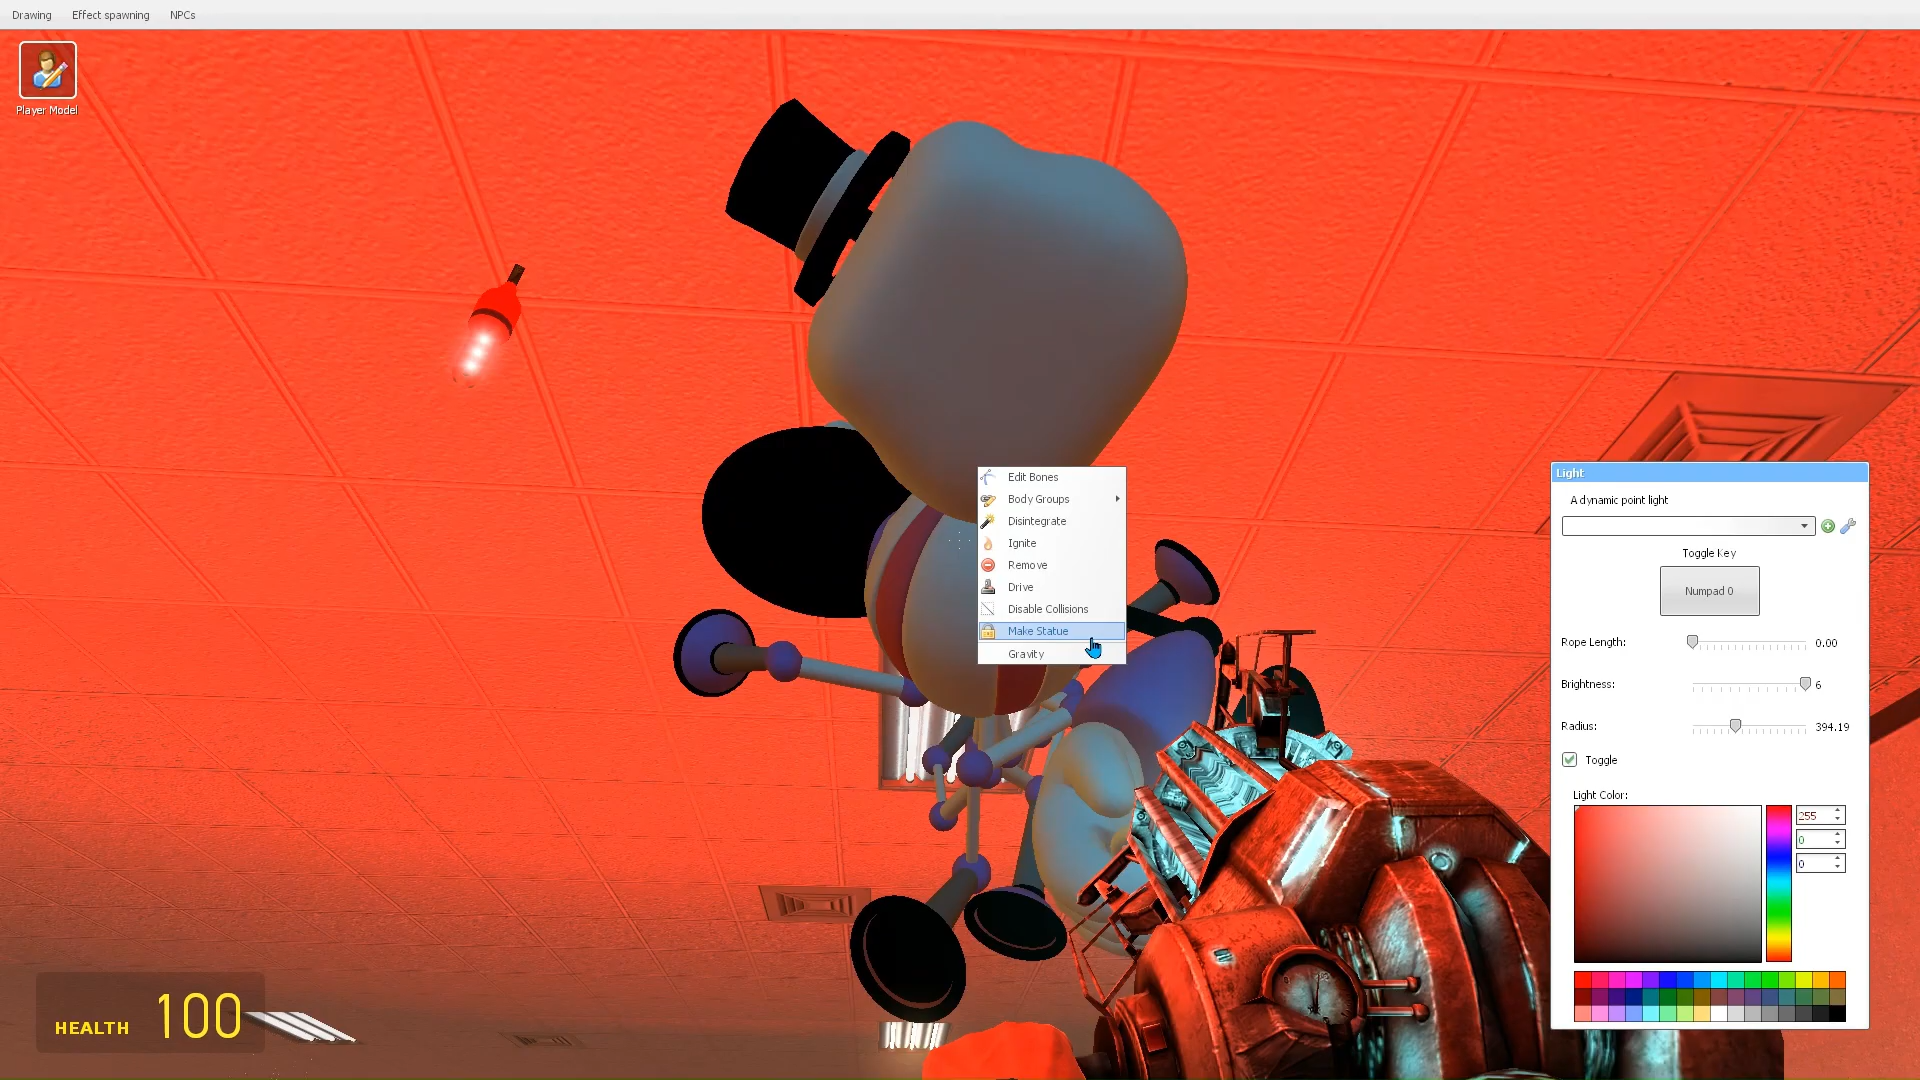 Drawing Effect spawning NPCs
Player Model
Edit Bones
Body Groups
Disintegrate
Ignite
Remove
Drive
Disable Collisions
Make Statue
Gravity
Light
A dynamic point light
Toggle Key
Numpad 0
Rope Length: 0.00
Brightness: 6
Radius: 394.19
Toggle
Light Color:
255
0
0
HEALTH 100